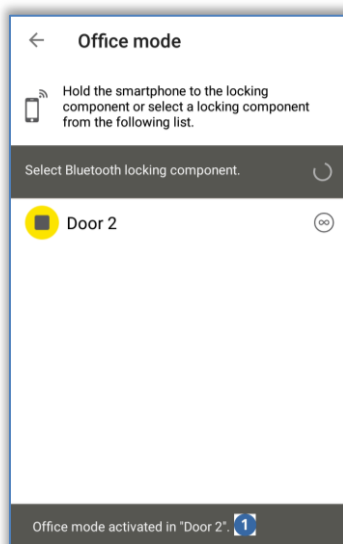 Office mode
Hold the smartphone to the locking
component or select a locking component
from the following list.
Select Bluetooth locking component.
Door 2
Office mode activated in "Door 2". 1